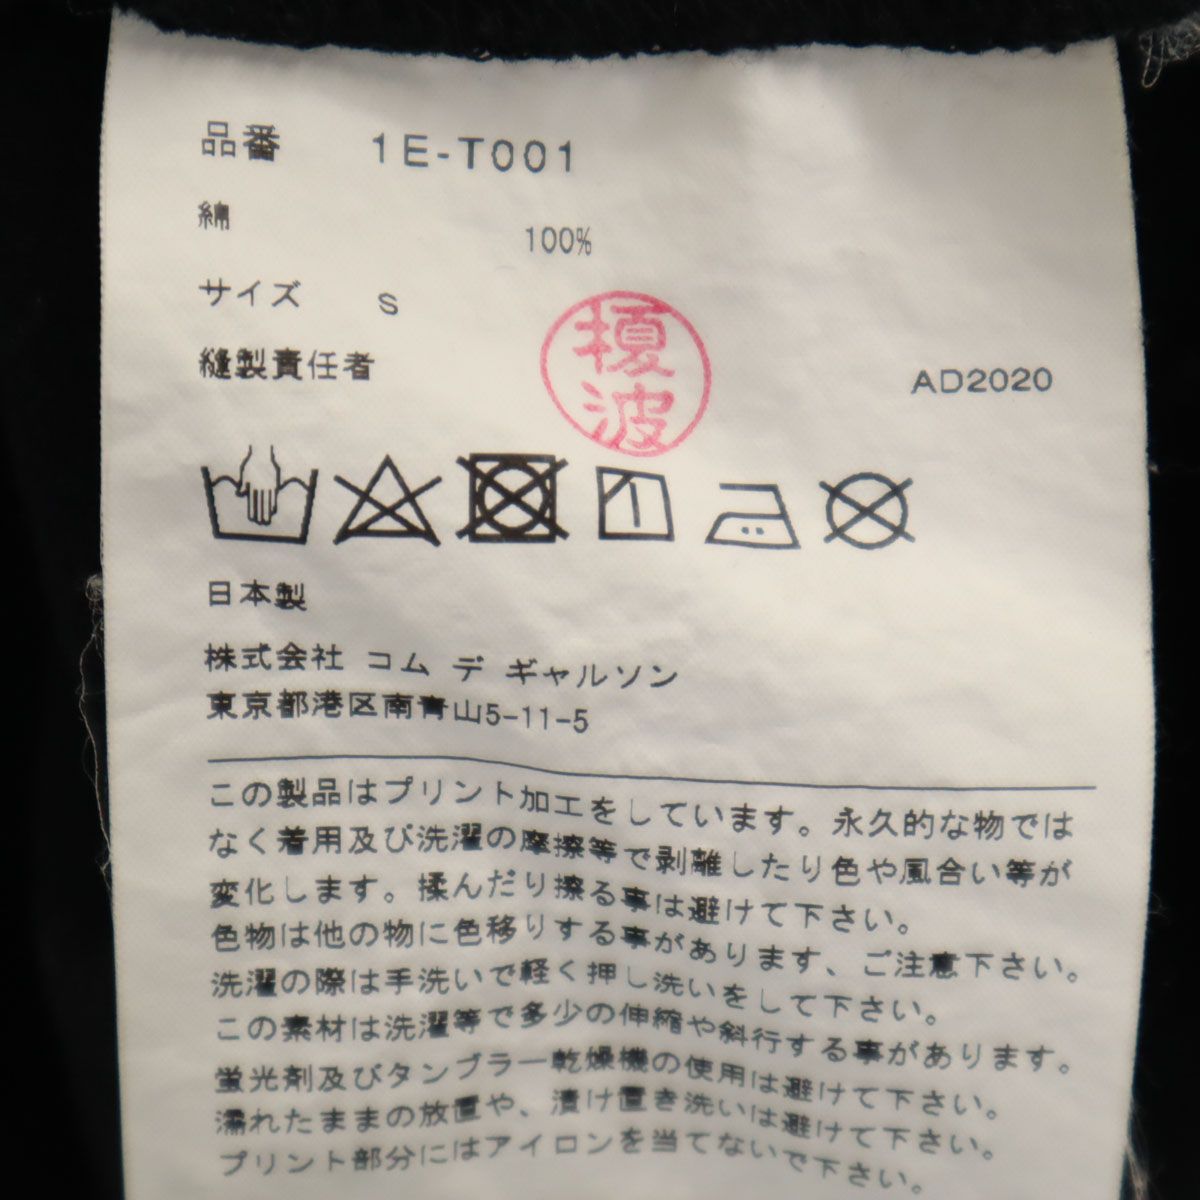 品番 1E-T001
綿 100%
サイズ S
縫製責任者
榎波
AD2020
日本製
株式会社 コム デ ギャルソン
東京都港区南青山5-11-5
この製品はプリント加工をしています。永久的な物では
なく着用及び洗濯の摩擦等で剥離したり色や風合い等が
変化します。揉んだり擦る事は避けて下さい。
色物は他の物に色移りする事があります、ご注意下さい。
洗濯の際は手洗いで軽く押し洗いをして下さい。
この素材は洗濯等で多少の伸縮や斜行する事があります。
蛍光剤及びタンブラー乾燥機の使用は避けて下さい。
濡れたままの放置や、漬け置き洗いは避けて下さい。
プリント部分にはアイロンを当てないで下さい。